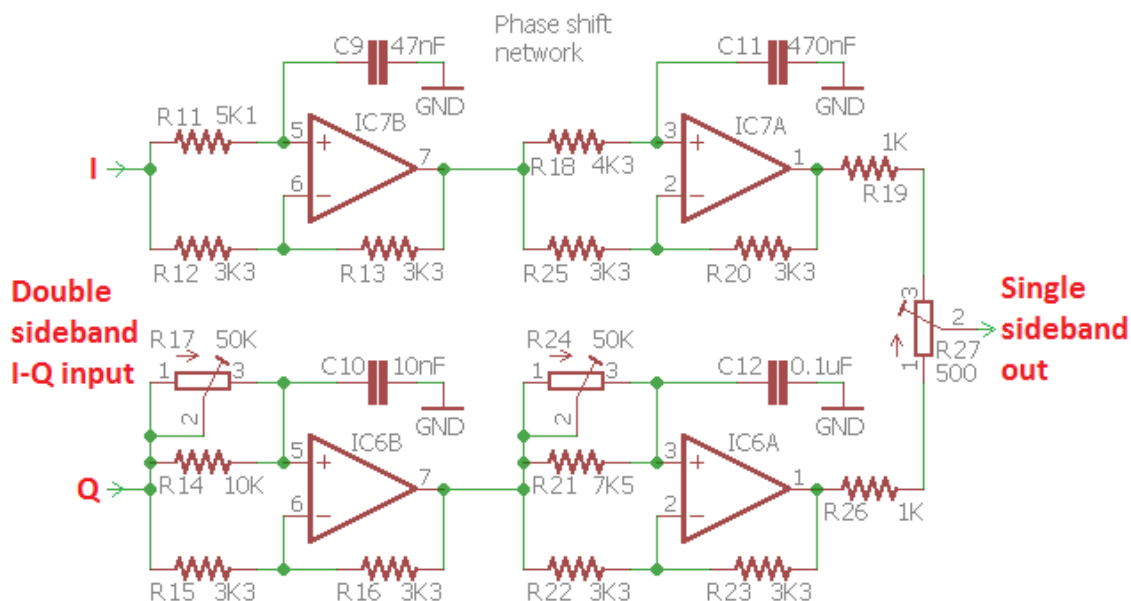 Phase shift
network
C9 47nF
C11 470nF
GND
GND
R11 5K1
IC7B
5
+
6
−
7
R18 4K3
IC7A
3
+
2
−
1
1K
R19
I
R12 3K3
R13 3K3
R25 3K3
R20 3K3
Double
sideband
I-Q input
3
2
1
R27
500
Single
sideband
out
R17 50K
1
3
2
C10 10nF
GND
R24 50K
1
3
2
C12 0.1uF
GND
Q
R14 10K
IC6B
5
+
6
−
7
R21 7K5
IC6A
3
+
2
−
1
R26 1K
R15 3K3
R16 3K3
R22 3K3
R23 3K3